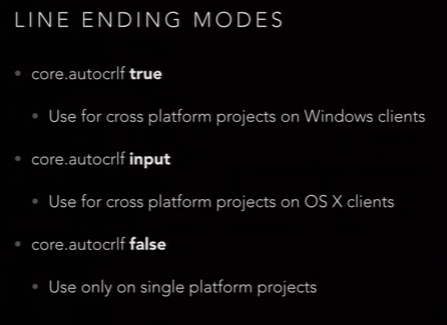 LINE ENDING MODES
core.autocrlf true
Use for cross platform projects on Windows clients
core.autocrlf input
Use for cross platform projects on OS X clients
core.autocrlf false
Use only on single platform projects